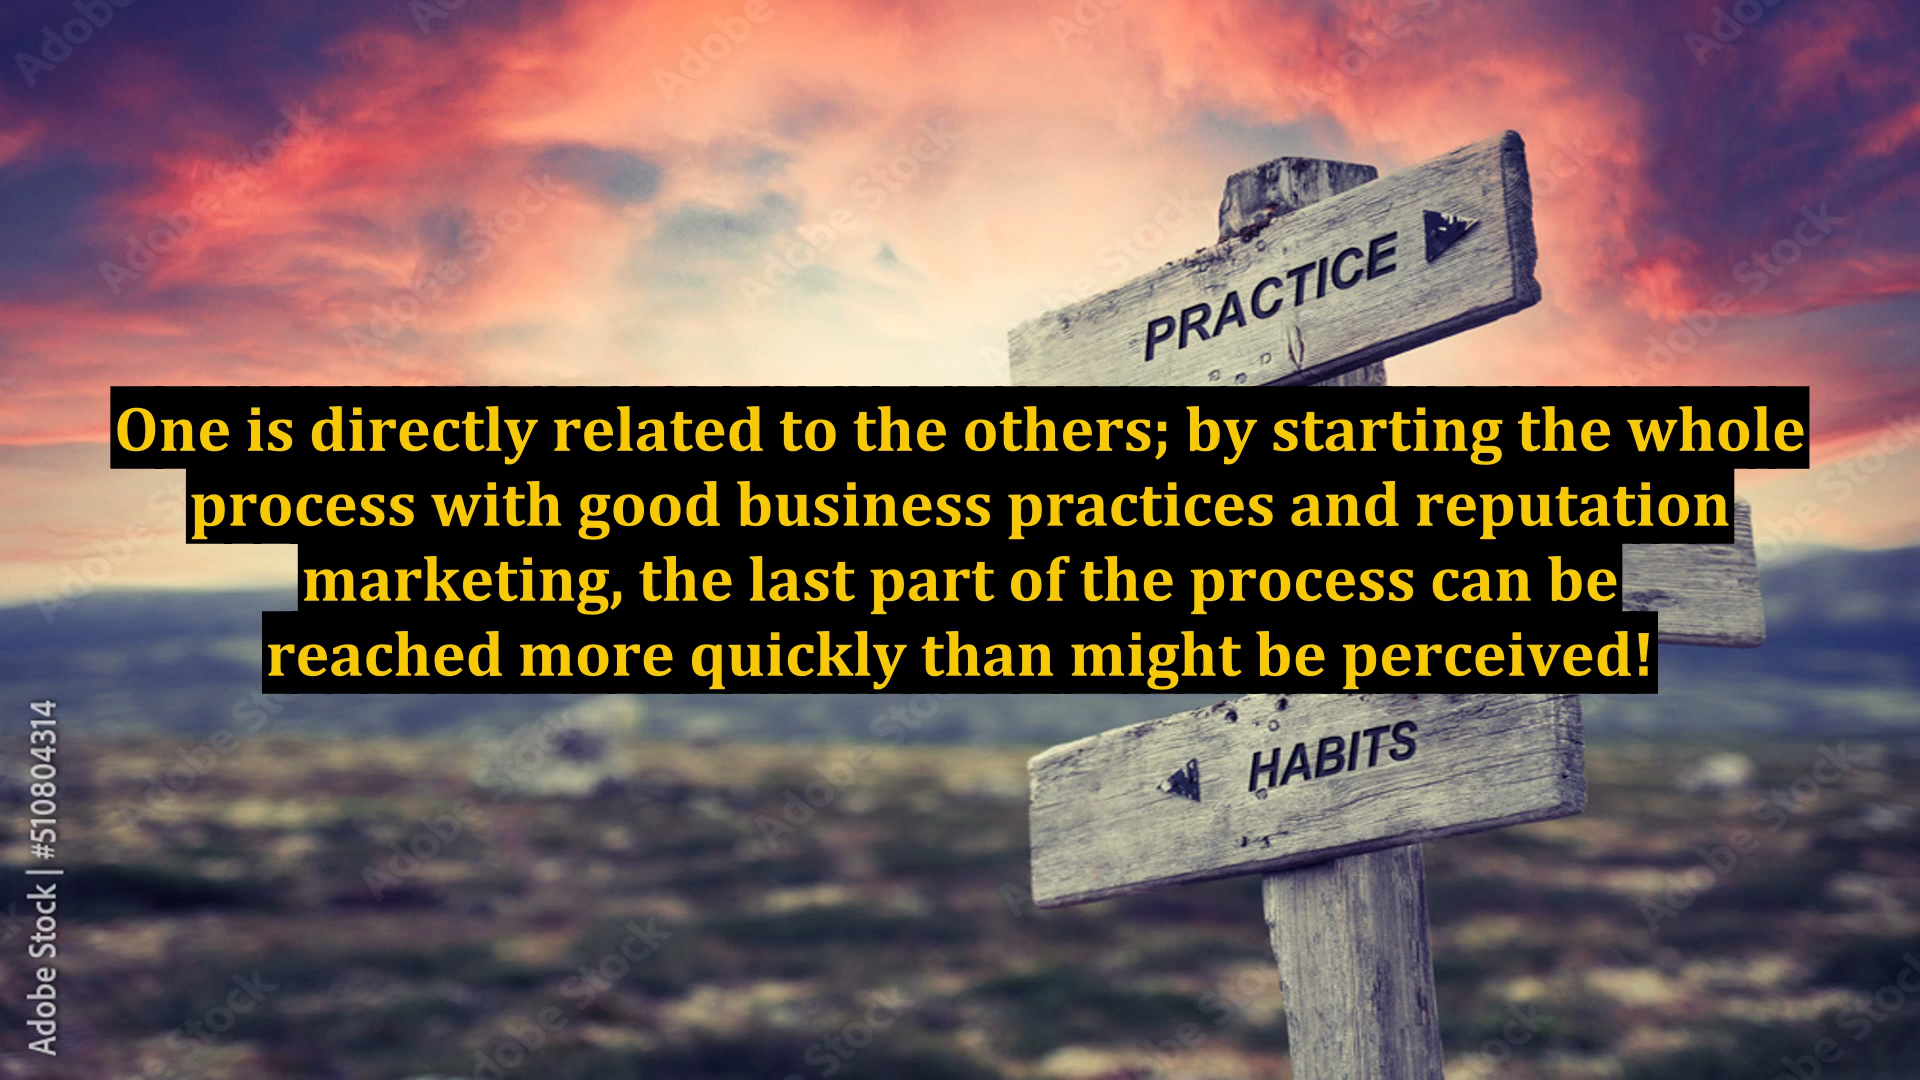 PRACTICE
One is directly related to the others; by starting the whole
process with good business practices and reputation
marketing, the last part of the process can be
reached more quickly than might be perceived!
HABITS
Adobe Stock | #510804314